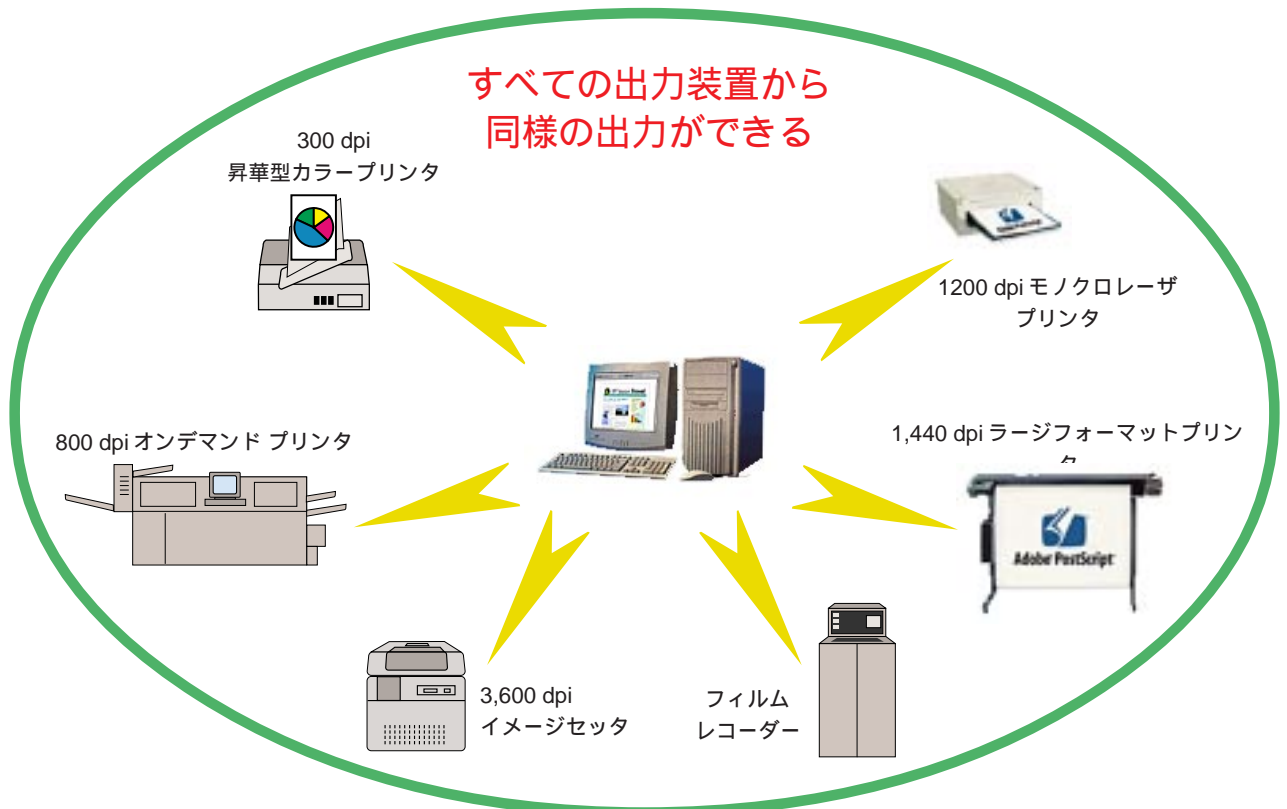 すべての出力装置から
同様の出力ができる
300 dpi
昇華型カラープリンタ
1200 dpi モノクロレーザ
プリンタ
800 dpi オンデマンド プリンタ
1,440 dpi ラージフォーマットプリン
タ
Adobe PostScript
3,600 dpi
イメージセッタ
フィルム
レコーダー